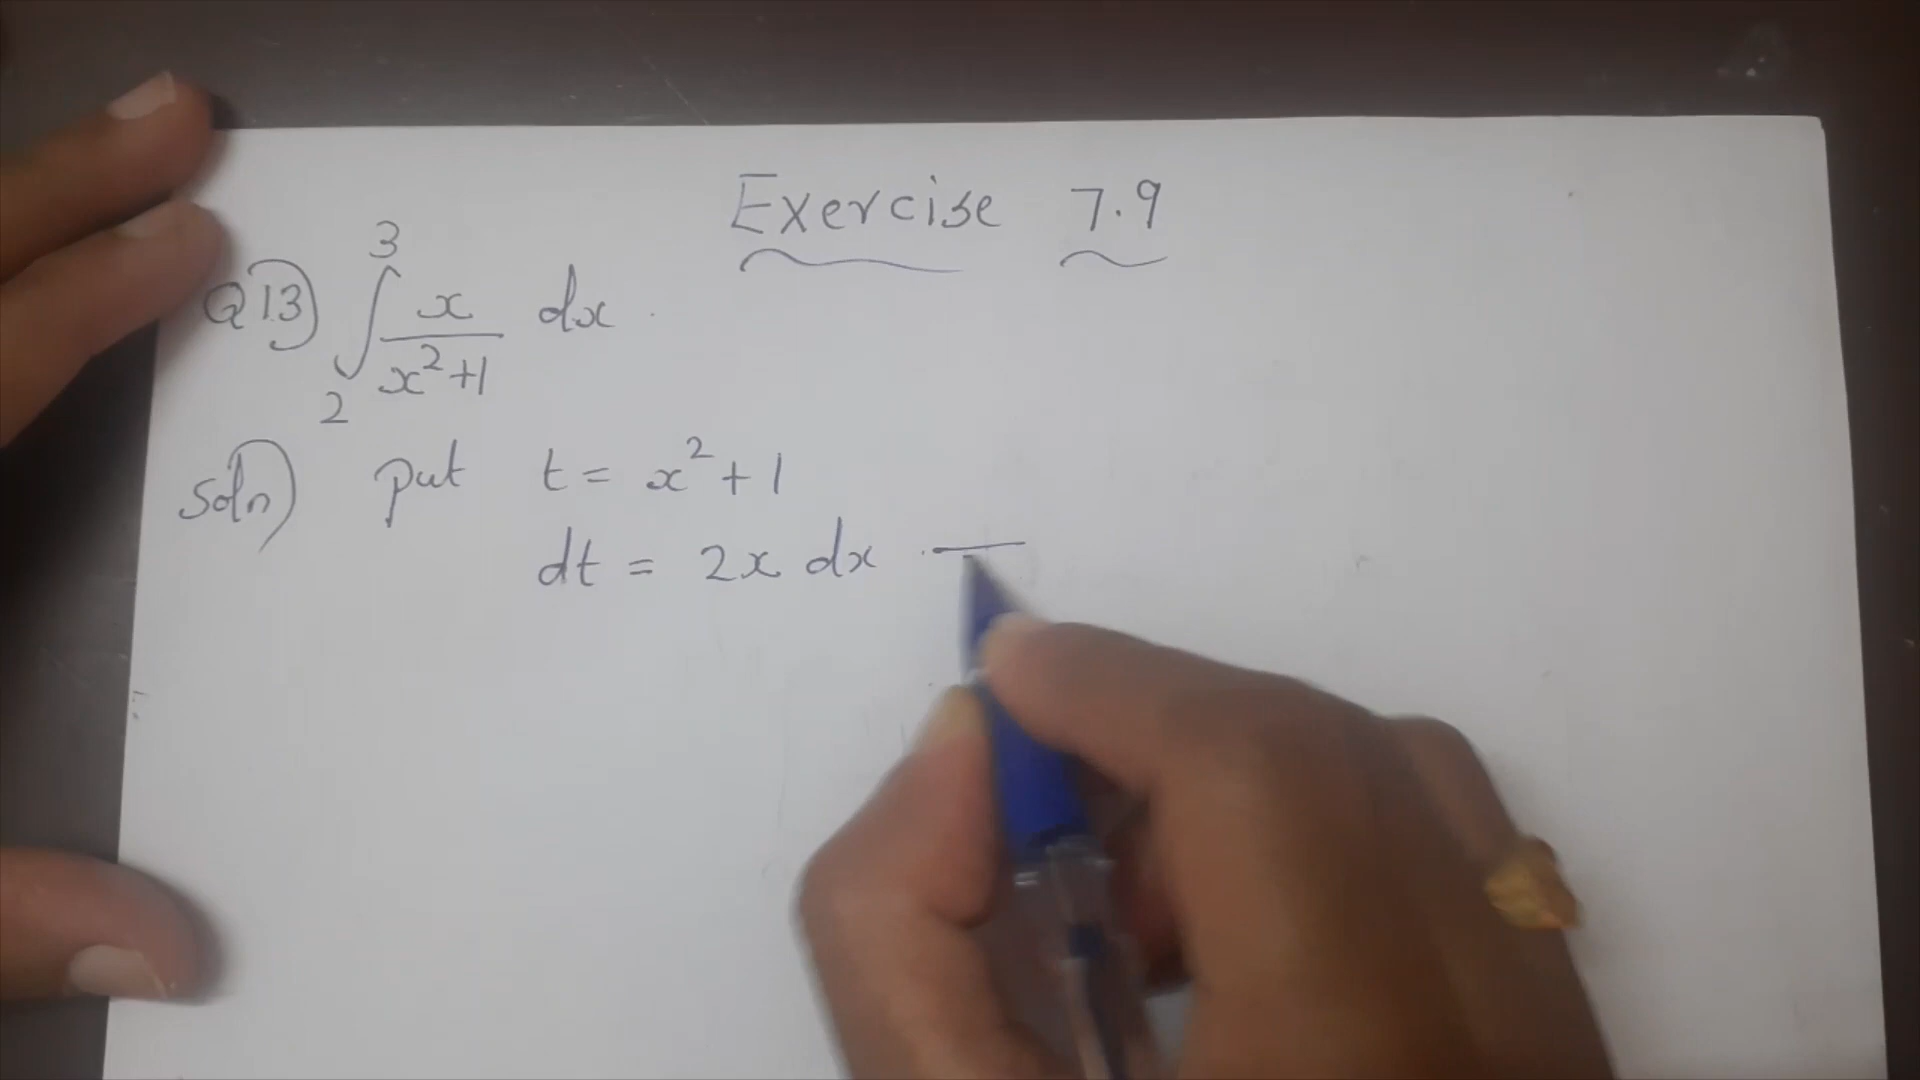 Exercise 7.9
Q13) ∫₂³ x/(x²+1) dx
Soln) put t = x² + 1
dt = 2x dx